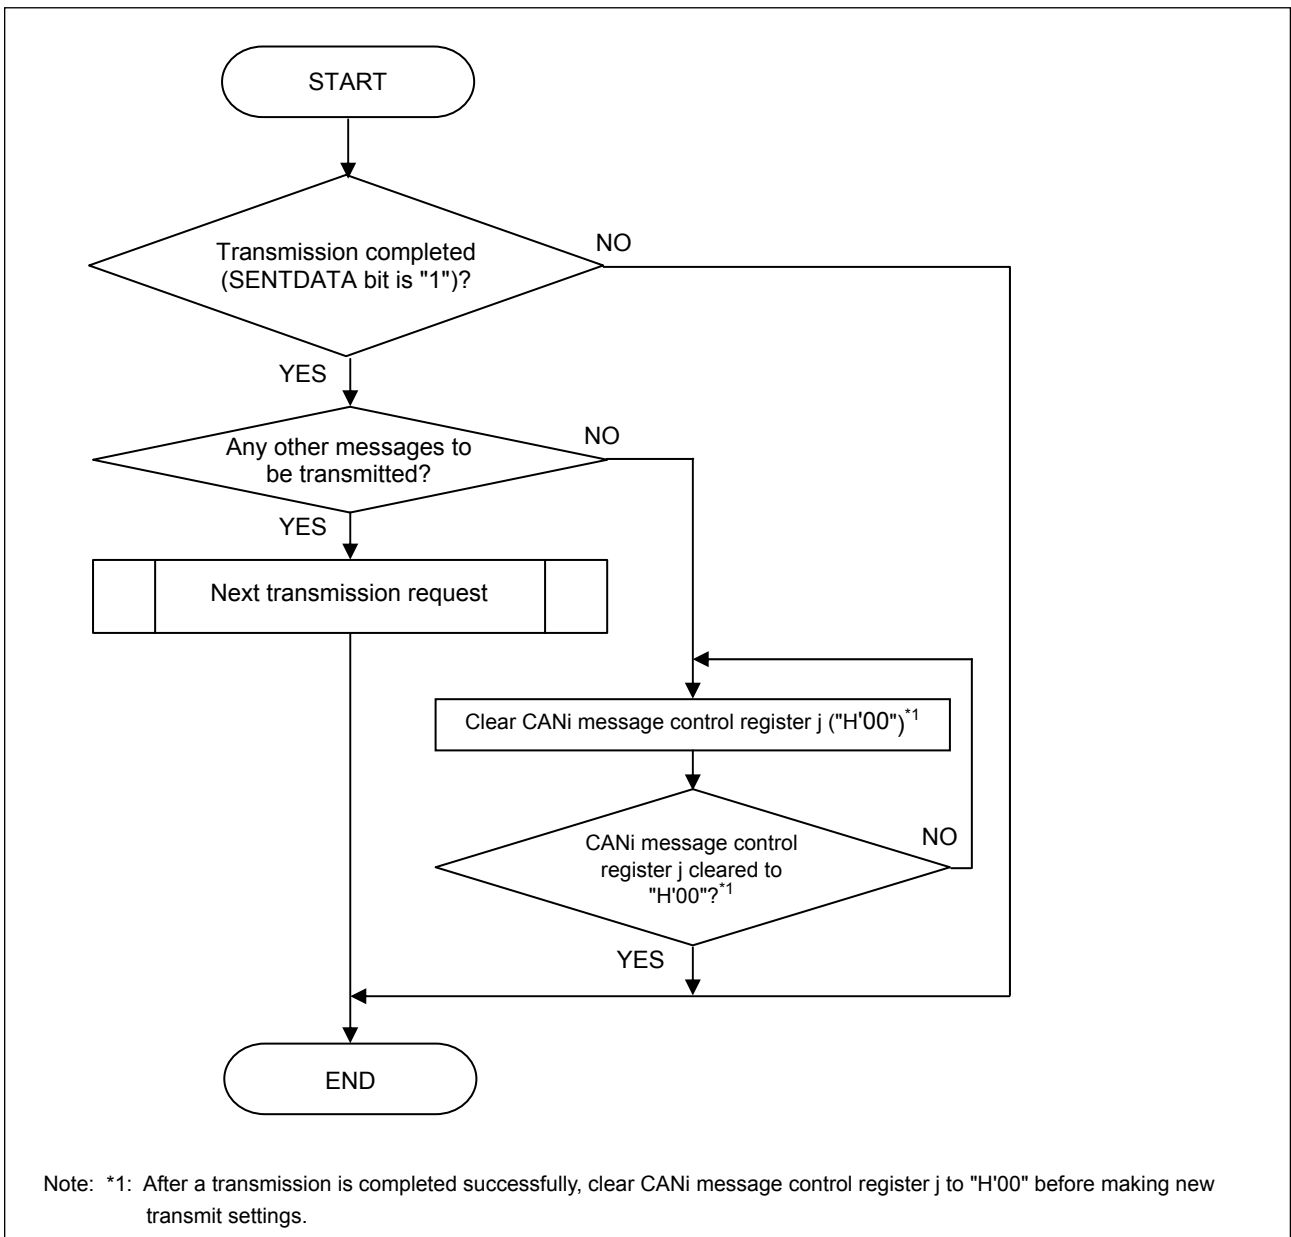 START
Transmission completed
(SENTDATA bit is "1")?
NO
YES
Any other messages to
be transmitted?
NO
YES
Next transmission request
Clear CANi message control register j ("H'00")*1
CANi message control
register j cleared to
"H'00"?*1
NO
YES
END
Note: *1: After a transmission is completed successfully, clear CANi message control register j to "H'00" before making new
transmit settings.